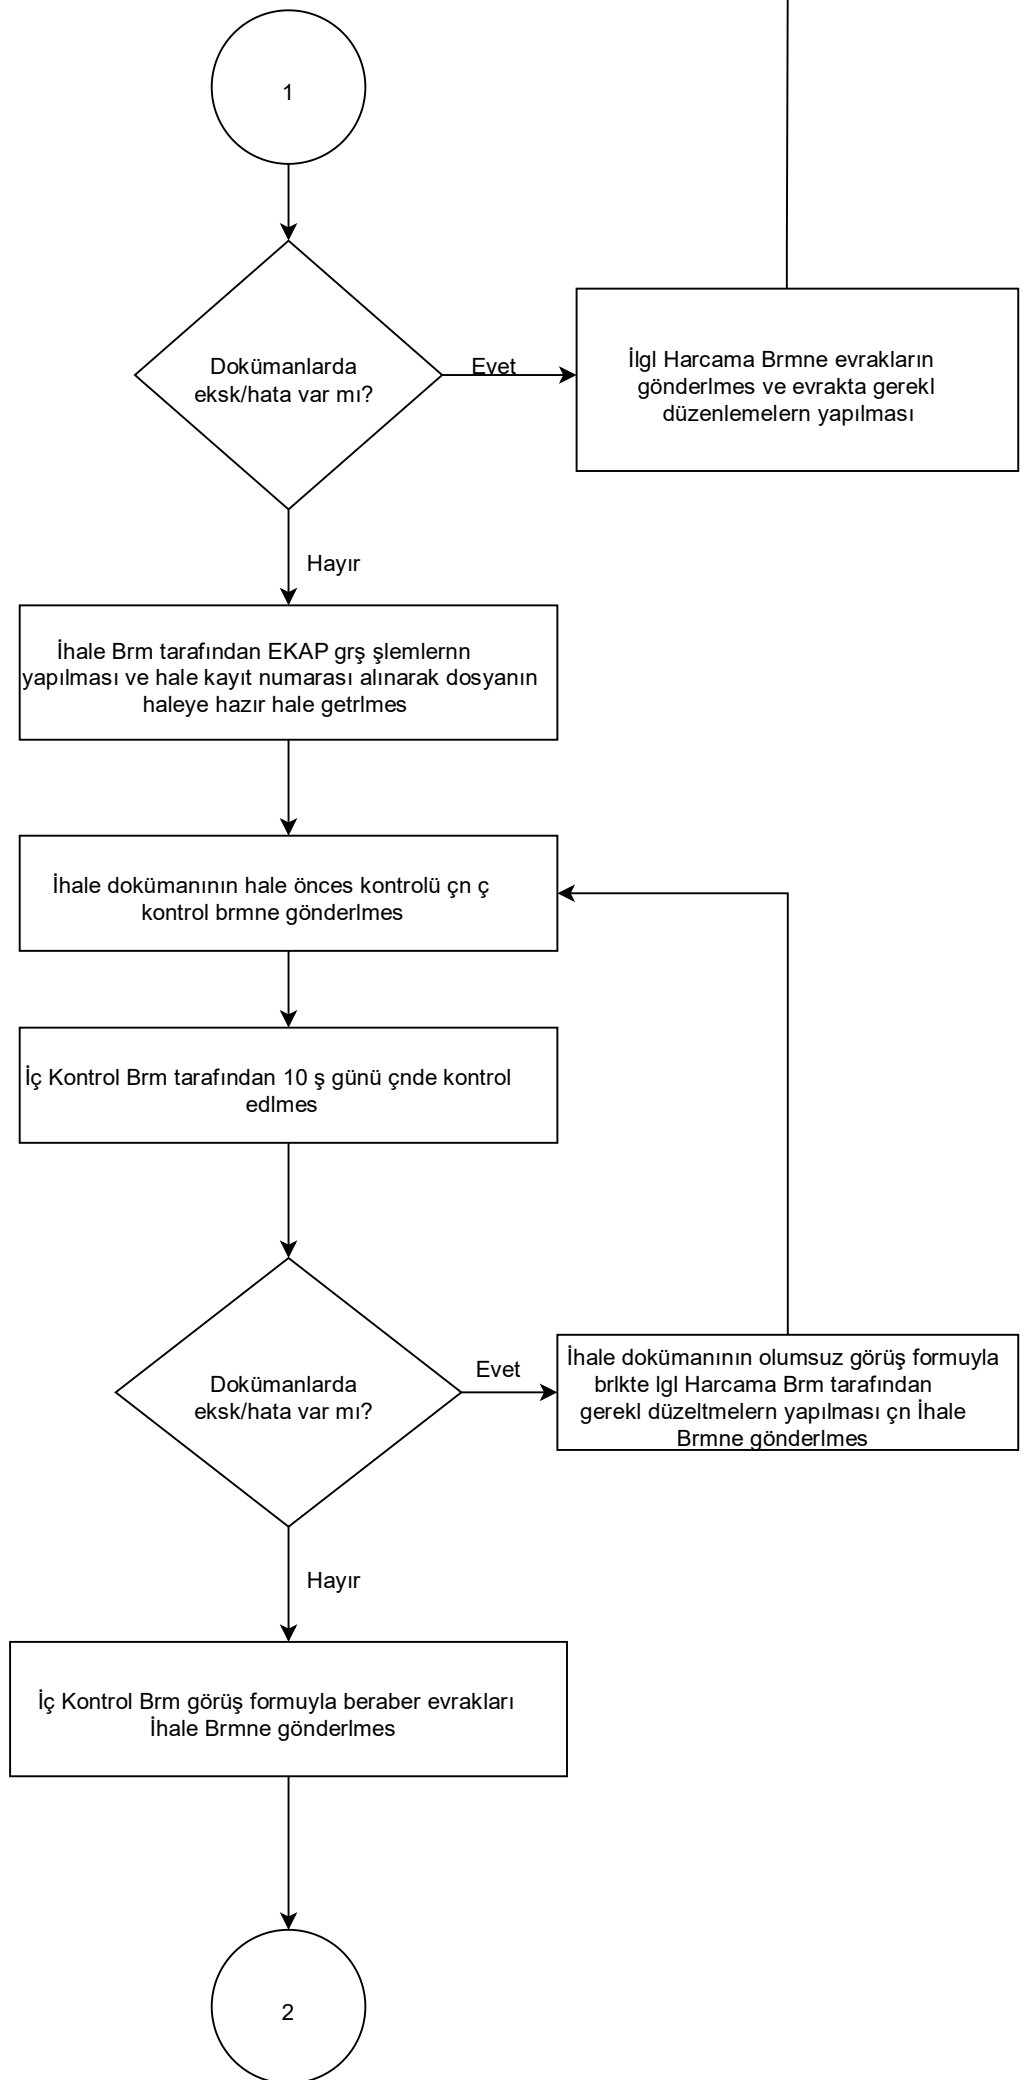 1
Dokümanlarda
eksk/hata var mı?
Evet
İlgl Harcama Brmne evrakların
gönderlmes ve evrakta gerekl
düzenlemelern yapılması
Hayır
İhale Brm tarafından EKAP grş şlemlernn
yapılması ve hale kayıt numarası alınarak dosyanın
haleye hazır hale getrlmes
İhale dokümanının hale önces kontrolü çn ç
kontrol brmne gönderlmes
İç Kontrol Brm tarafından 10 ş günü çnde kontrol
edlmes
Dokümanlarda
eksk/hata var mı?
Evet
İhale dokümanının olumsuz görüş formuyla
brlkte lgl Harcama Brm tarafından
gerekl düzeltmelern yapılması çn İhale
Brmne gönderlmes
Hayır
İç Kontrol Brm görüş formuyla beraber evrakları
İhale Brmne gönderlmes
2